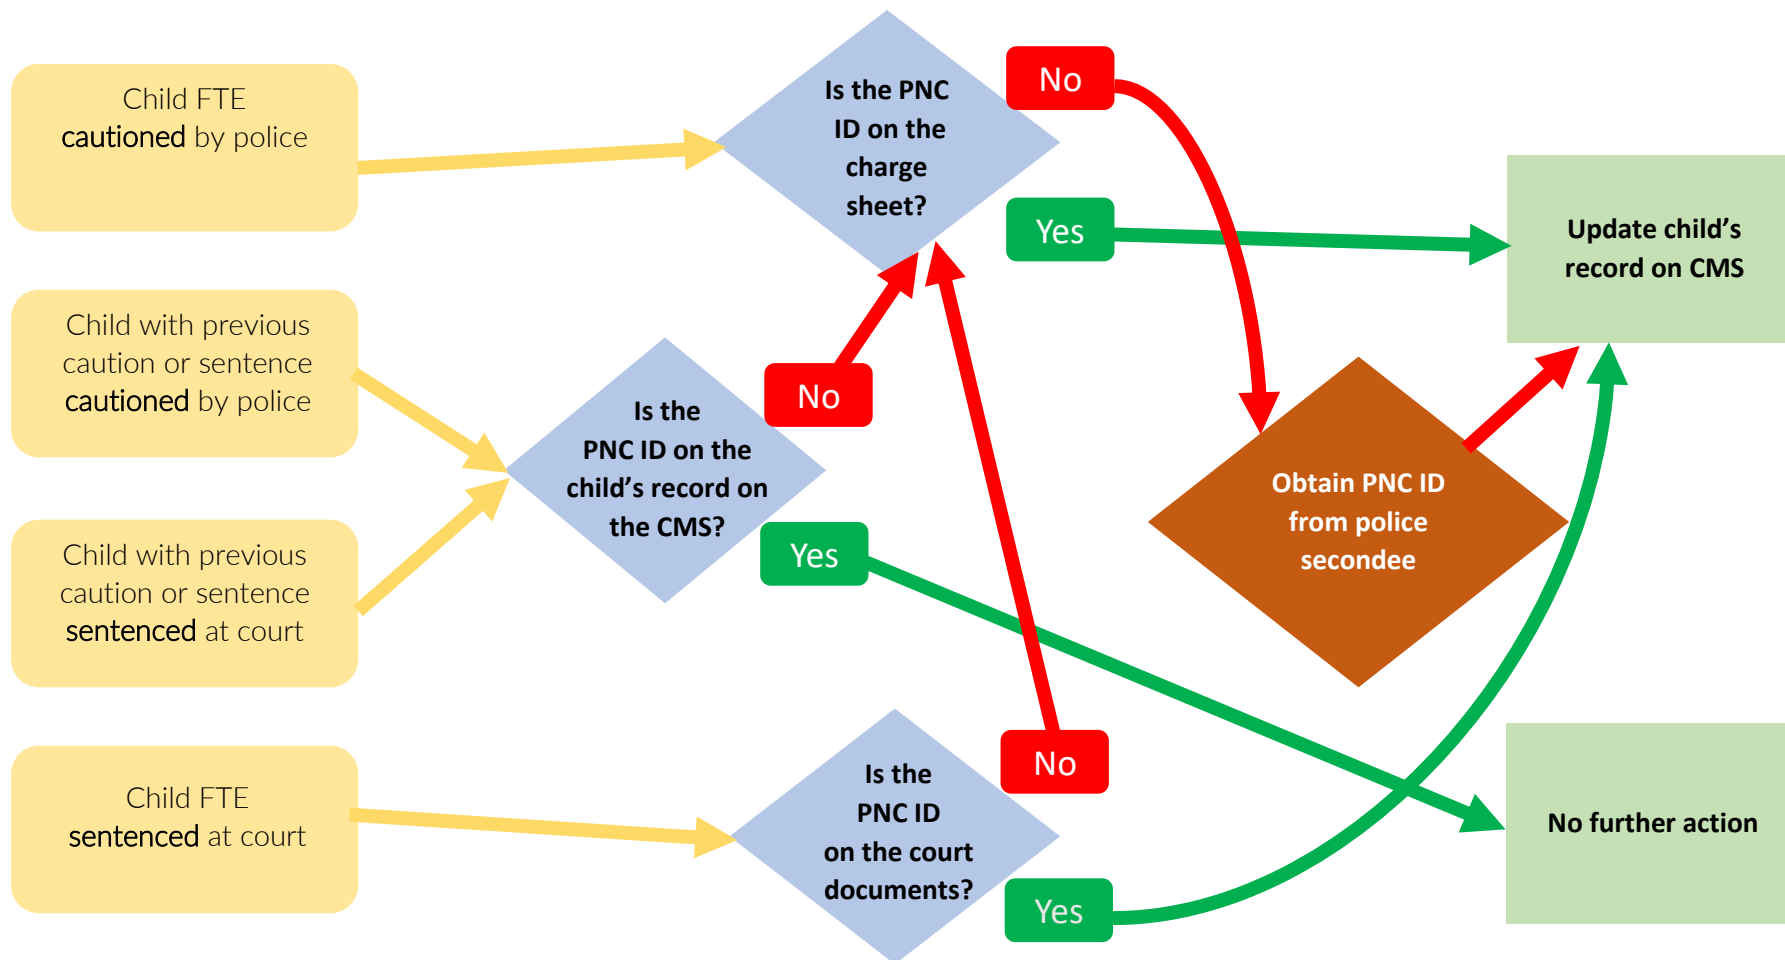 Child FTE
cautioned by police
Child with previous
caution or sentence
cautioned by police
Child with previous
caution or sentence
sentenced at court
Child FTE
sentenced at court
Is the PNC
ID on the
charge
sheet?
No
Yes
Is the
PNC ID on the
child’s record on
the CMS?
No
Yes
Is the
PNC ID
on the court
documents?
No
Yes
Obtain PNC ID
from police
secondee
Update child’s
record on CMS
No further action